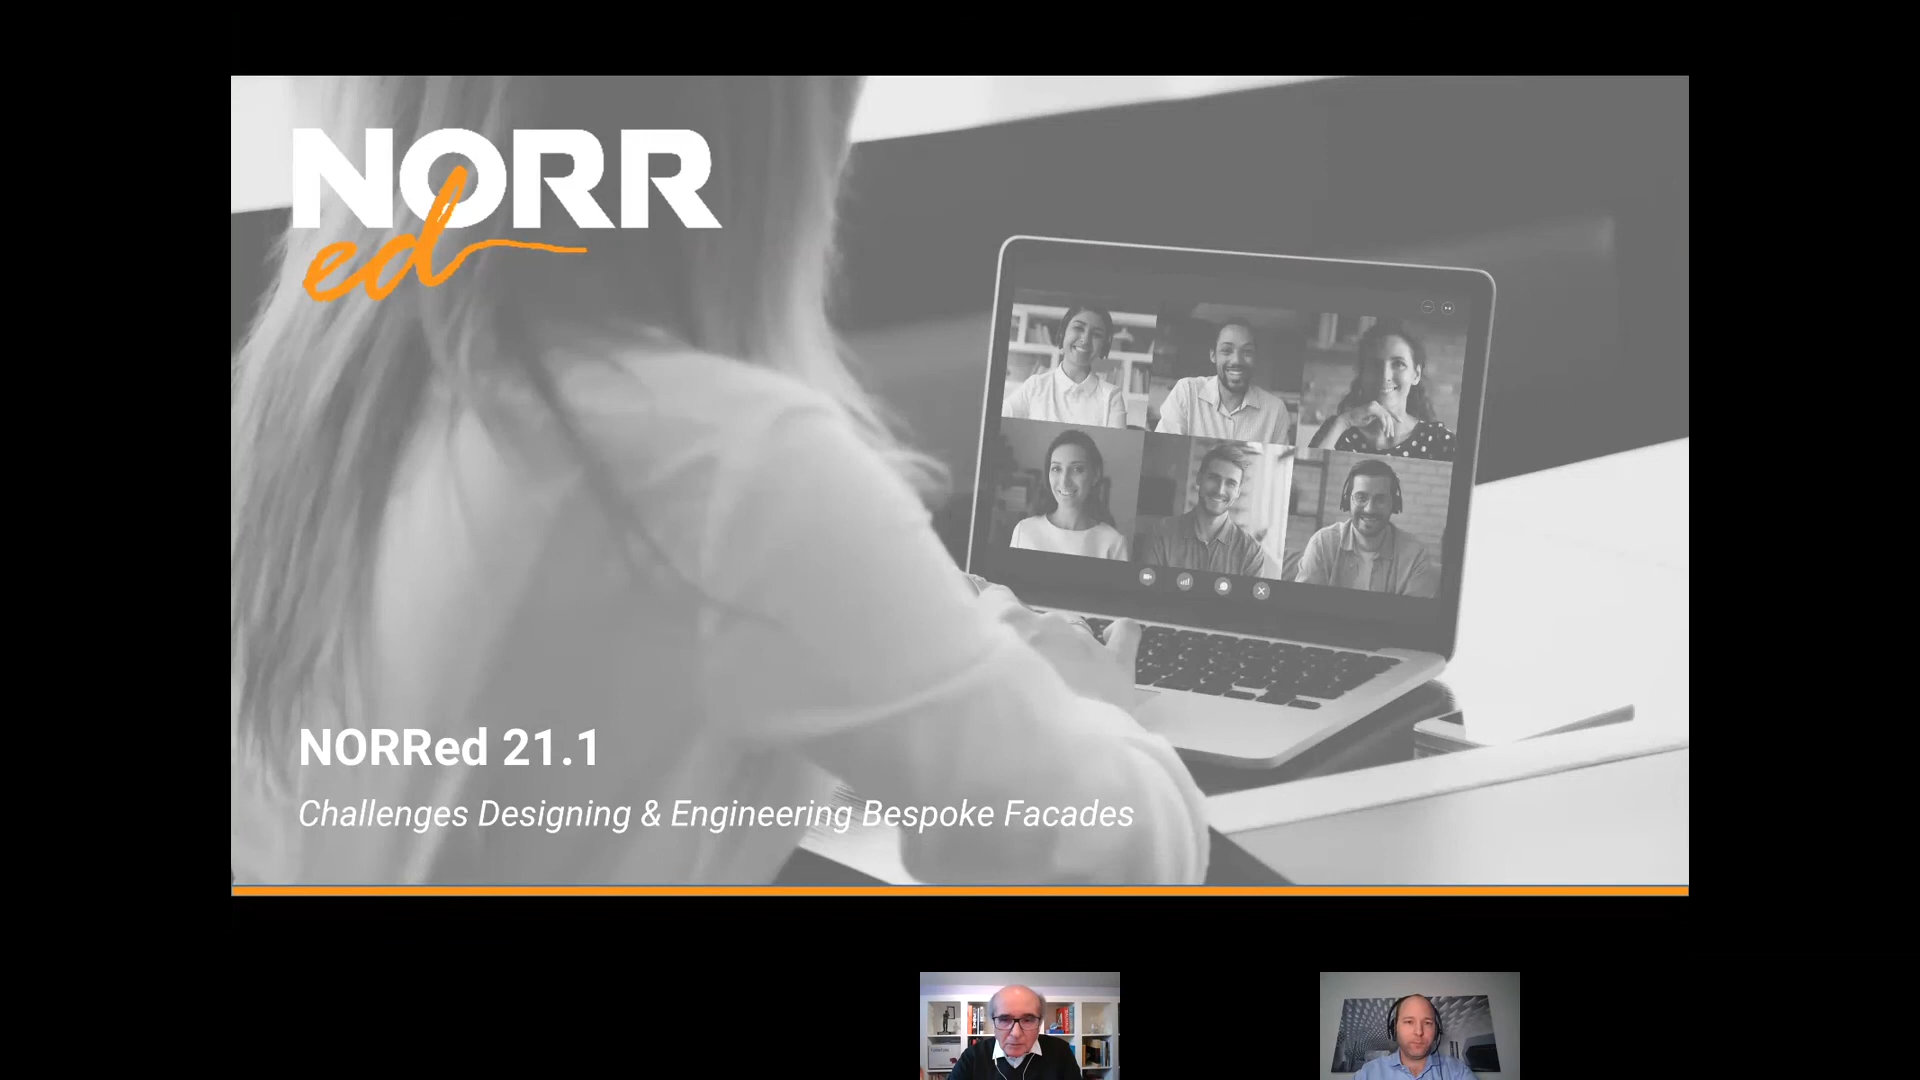 NORR
ed
NORRed 21.1
Challenges Designing & Engineering Bespoke Facades